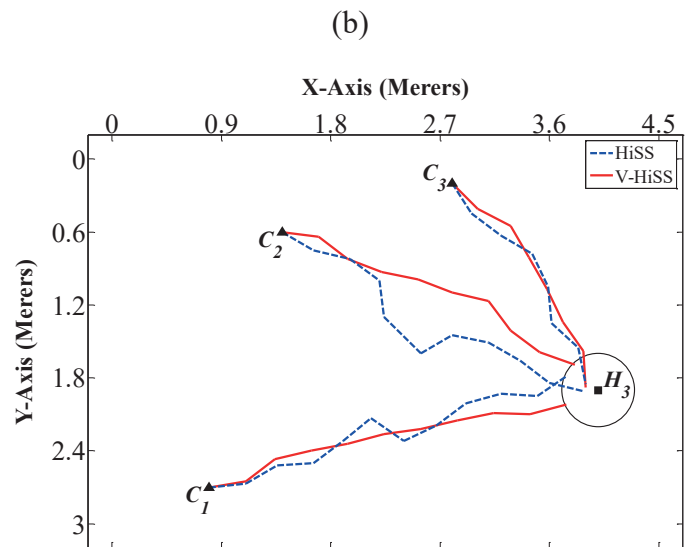 (b)
X-Axis (Merers)
0 0.9 1.8 2.7 3.6 4.5
Y-Axis (Merers)
0
0.6
1.2
1.8
2.4
3
HiSS
V-HiSS
C3
C2
H3
C1